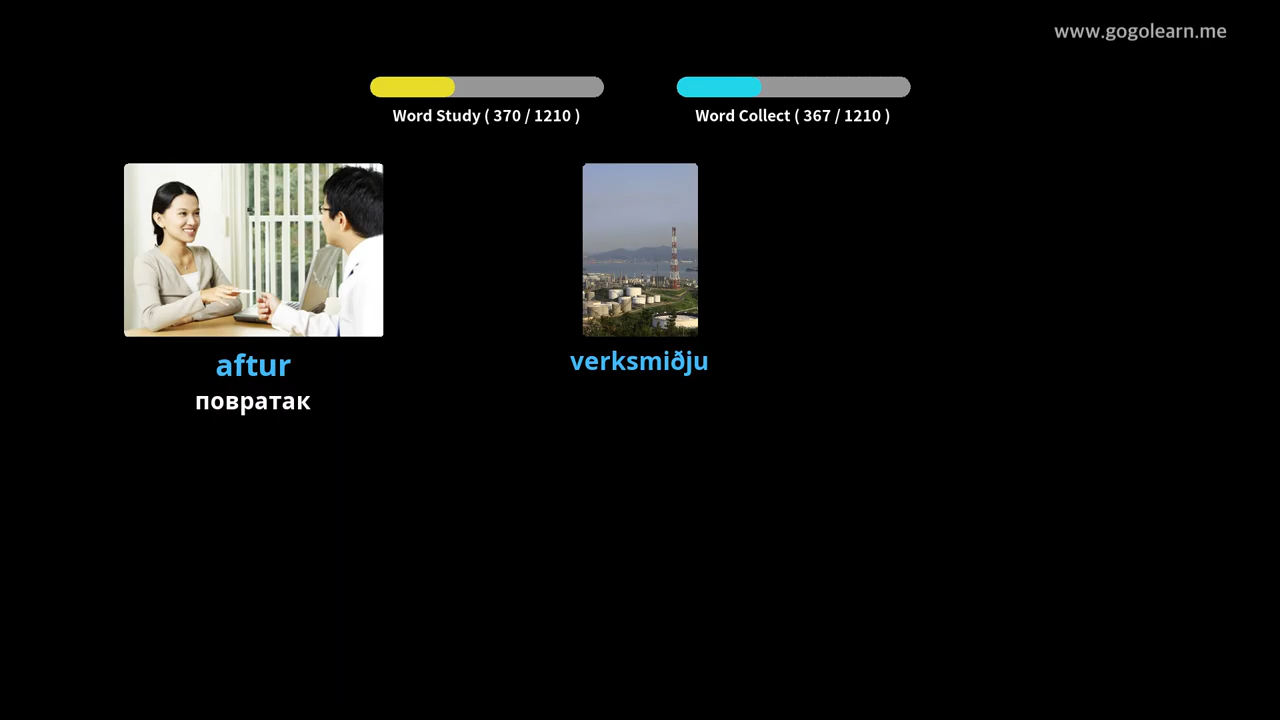 www.gogolearn.me
Word Study ( 370 / 1210 )
Word Collect ( 367 / 1210 )
aftur
повратак
verksmiðju